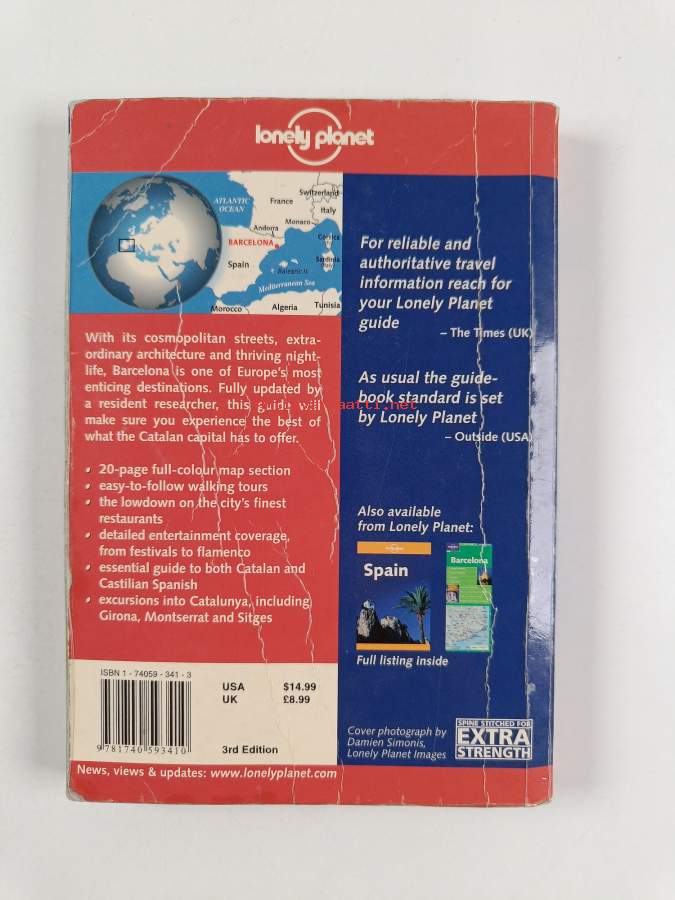 lonely planet
ATLANTIC
OCEAN
France
Switzerland
Italy
Monaco
Andorra
Corsica
BARCELONA
Sardinia
Italy
Spain
Balearic Is
Mediterranean Sea
Morocco
Algeria
Tunisia
With its cosmopolitan streets, extra-
ordinary architecture and thriving night-
life, Barcelona is one of Europe's most
enticing destinations. Fully updated by
a resident researcher, this guide will
make sure you experience the best of
what the Catalan capital has to offer.
• 20-page full-colour map section
• easy-to-follow walking tours
• the lowdown on the city's finest
restaurants
• detailed entertainment coverage,
from festivals to flamenco
• essential guide to both Catalan and
Castilian Spanish
• excursions into Catalunya, including
Girona, Montserrat and Sitges
For reliable and
authoritative travel
information reach for
your Lonely Planet
guide
– The Times (UK)
As usual the guide-
book standard is set
by Lonely Planet
– Outside (USA)
Also available
from Lonely Planet:
Spain
Barcelona
Full listing inside
ISBN 1 - 74059 - 341 - 3
9 781740 593410
USA $14.99
UK £8.99
3rd Edition
Cover photograph by
Damien Simonis,
Lonely Planet Images
SPINE STITCHED FOR
EXTRA
STRENGTH
News, views & updates: www.lonelyplanet.com